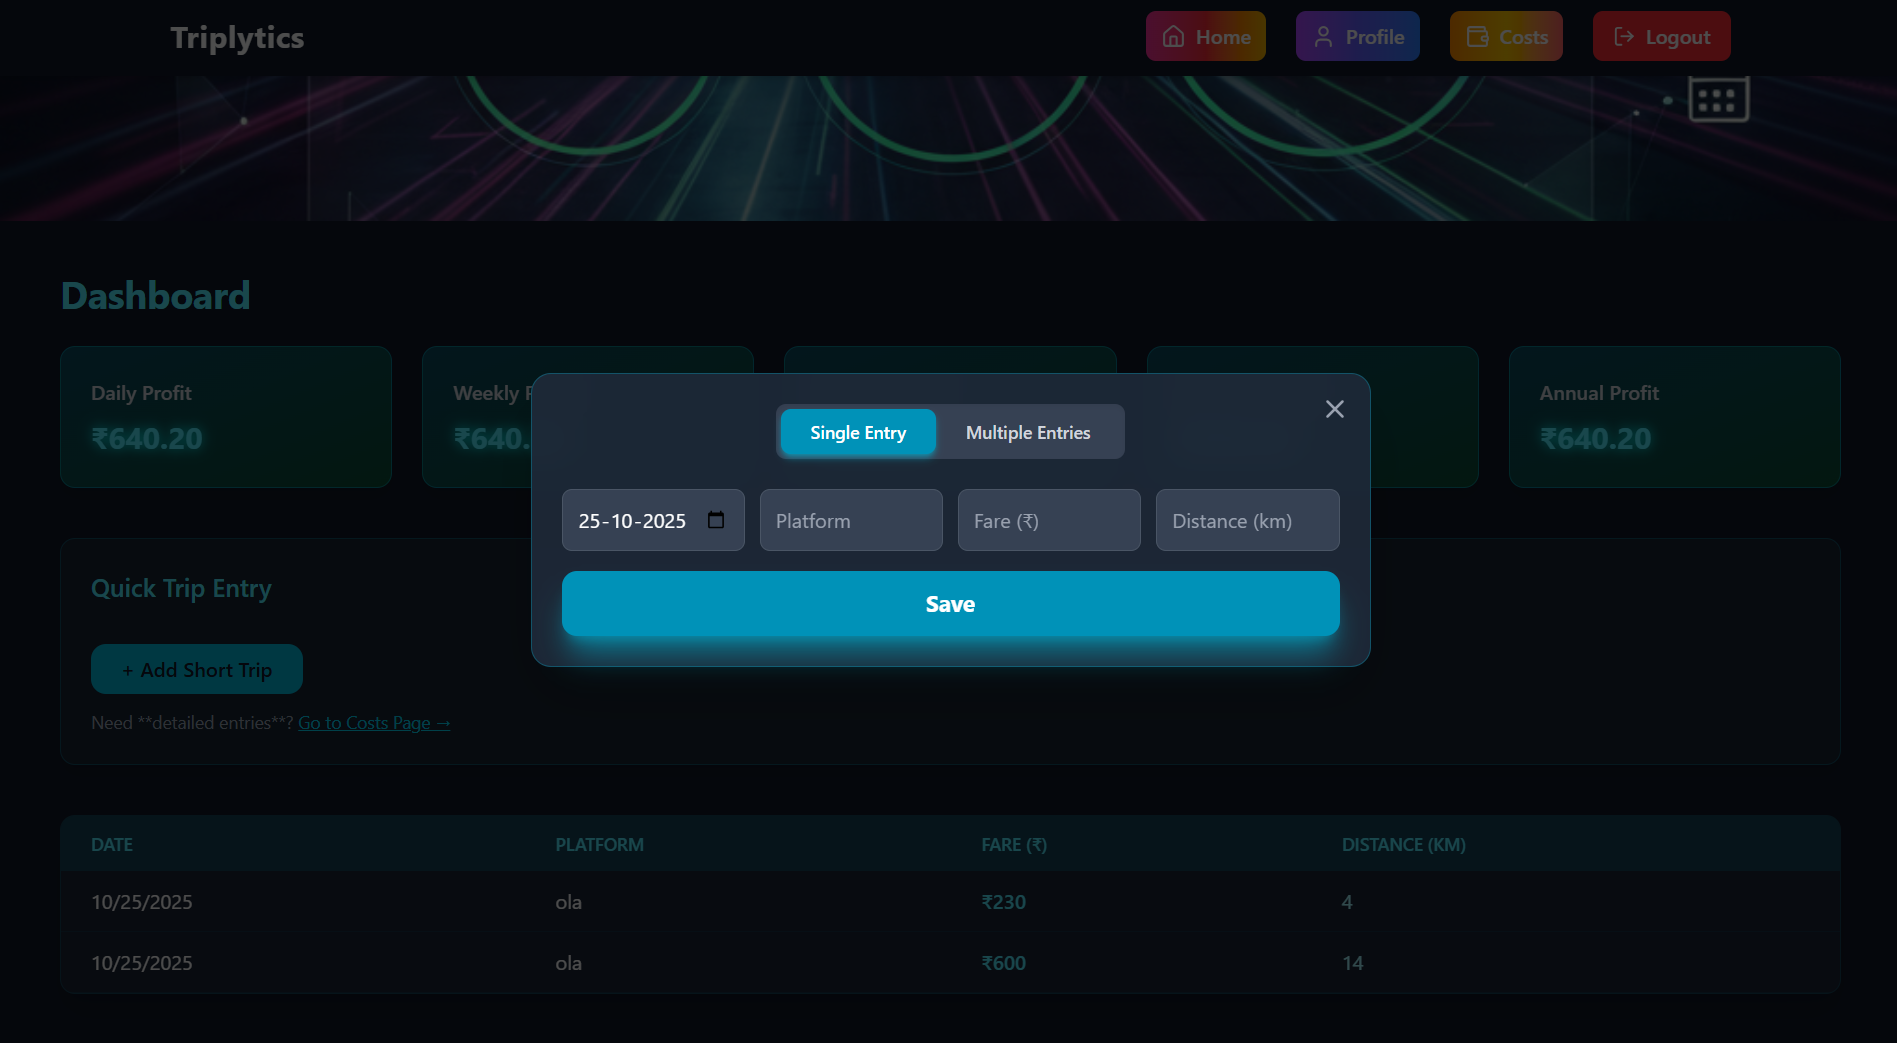 Triplytics
Home
Profile
Costs
Logout
Dashboard
Daily Profit
₹640.20
Weekly
₹640.
Annual Profit
₹640.20
Single Entry
Multiple Entries
25-10-2025
Platform
Fare (₹)
Distance (km)
Save
Quick Trip Entry
+ Add Short Trip
Need **detailed entries**? Go to Costs Page →
DATE PLATFORM FARE (₹) DISTANCE (KM)
10/25/2025 ola ₹230 4
10/25/2025 ola ₹600 14